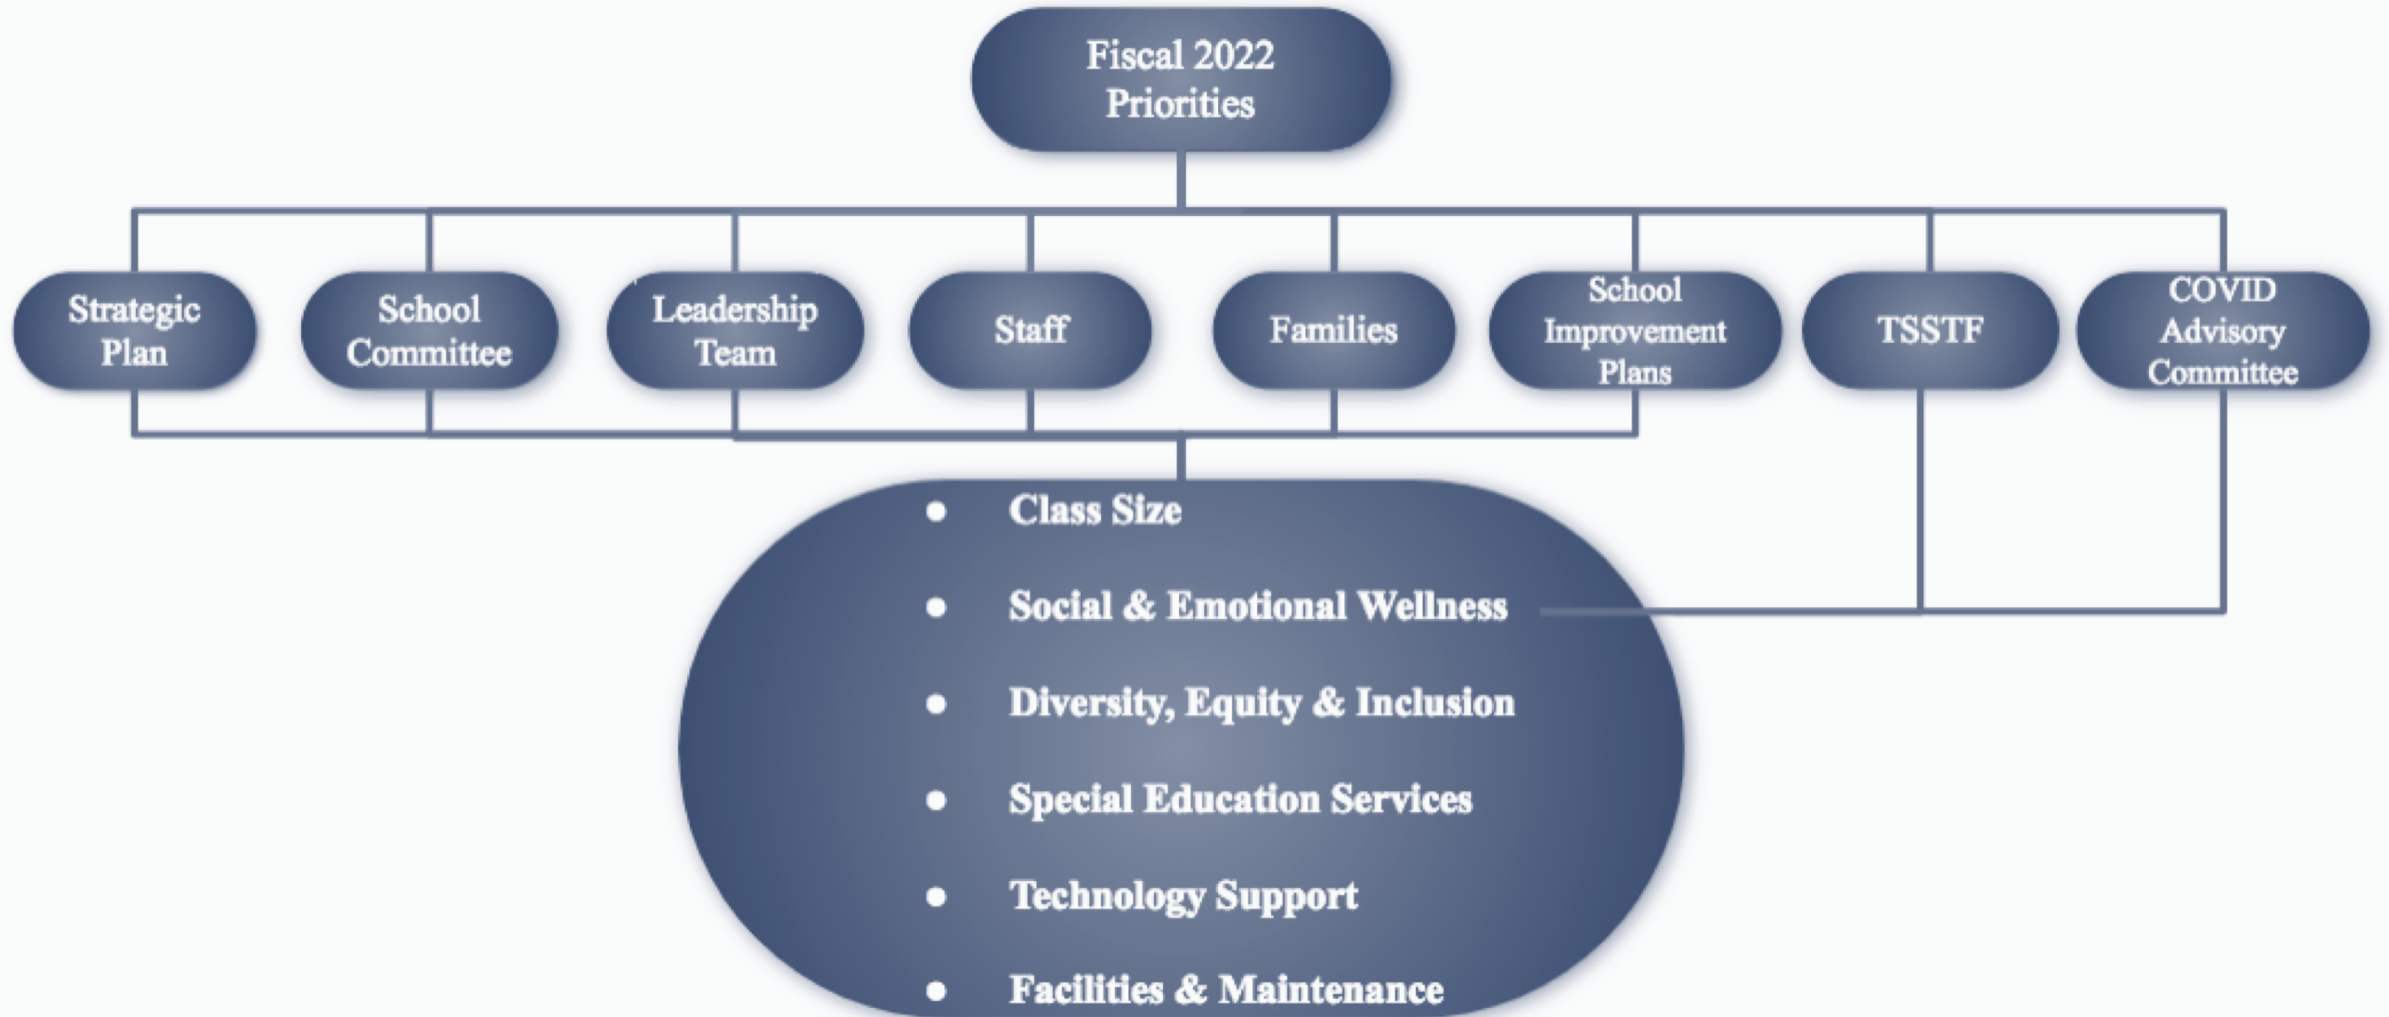 Fiscal 2022
Priorities
Strategic
Plan
School
Committee
Leadership
Team
Staff
Families
School
Improvement
Plans
TSSTF
COVID
Advisory
Committee
● Class Size
● Social & Emotional Wellness
● Diversity, Equity & Inclusion
● Special Education Services
● Technology Support
● Facilities & Maintenance